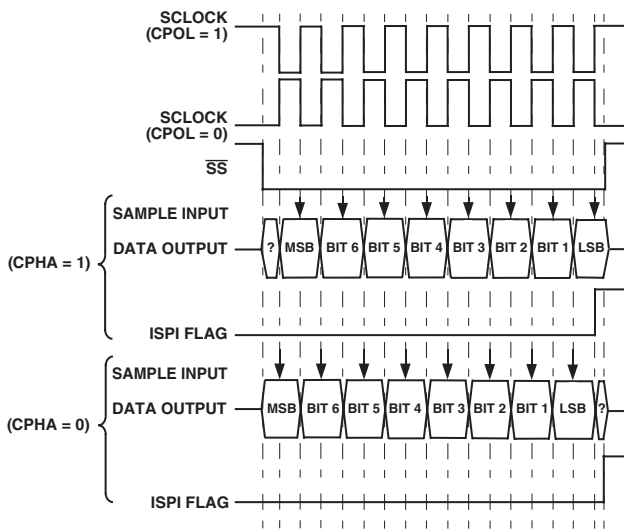 SCLOCK
(CPOL = 1)
SCLOCK
(CPOL = 0)
SS
SAMPLE INPUT
DATA OUTPUT
? MSB BIT 6 BIT 5 BIT 4 BIT 3 BIT 2 BIT 1 LSB
(CPHA = 1)
ISPI FLAG
SAMPLE INPUT
DATA OUTPUT
MSB BIT 6 BIT 5 BIT 4 BIT 3 BIT 2 BIT 1 LSB ?
(CPHA = 0)
ISPI FLAG